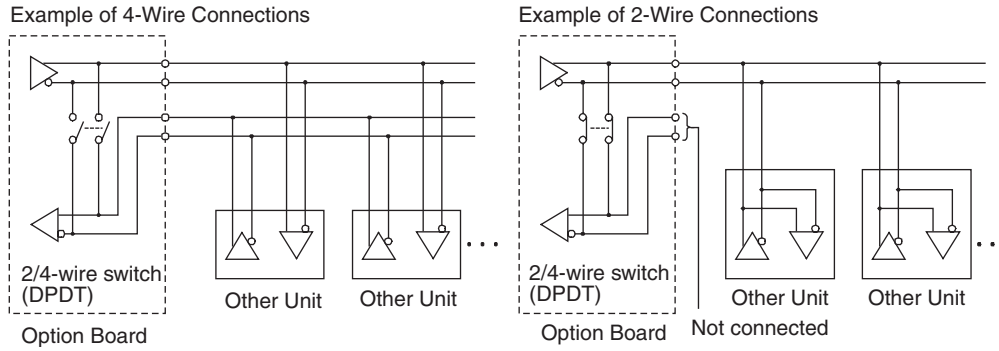 Example of 4-Wire Connections
2/4-wire switch
(DPDT)
Option Board
Other Unit
Other Unit
Example of 2-Wire Connections
2/4-wire switch
(DPDT)
Option Board
Not connected
Other Unit
Other Unit